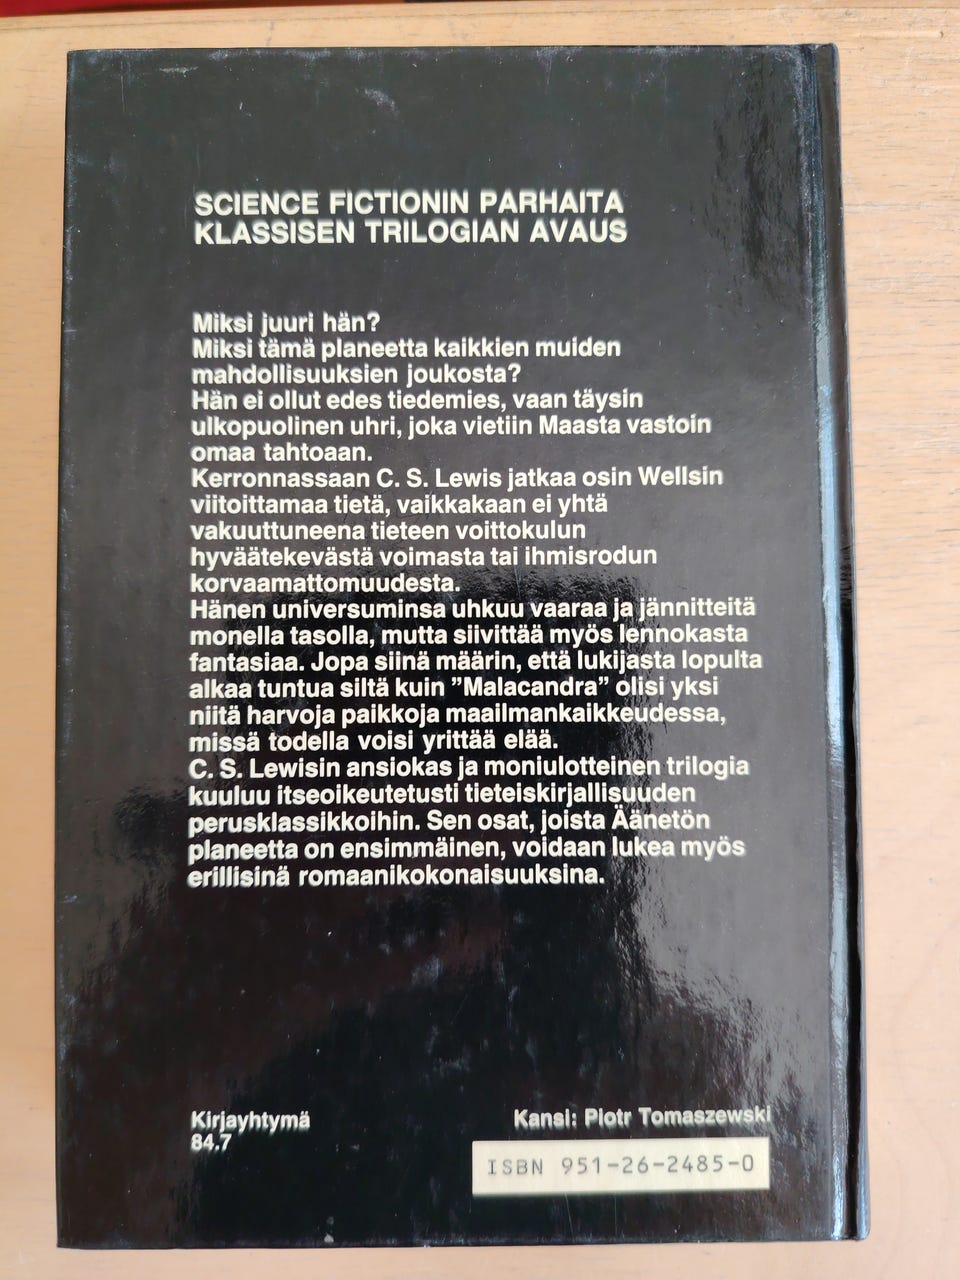 SCIENCE FICTIONIN PARHAITA
KLASSISEN TRILOGIAN AVAUS
Miksi juuri hän?
Miksi tämä planeetta kaikkien muiden
mahdollisuuksien joukosta?
Hän ei ollut edes tiedemies, vaan täysin
ulkopuolinen uhri, joka vietiin Maasta vastoin
omaa tahtoaan.
Kerronnassaan C. S. Lewis jatkaa osin Wellsin
viitoittamaa tietä, vaikkakaan ei yhtä
vakuuttuneena tieteen voittokulun
hyväätekevästä voimasta tai ihmisrodun
korvaamattomuudesta.
Hänen universuminsa uhkuu vaaraa ja jännitteitä
monella tasolla, mutta siivittää myös lennokasta
fantasiaa. Jopa siinä määrin, että lukijasta lopulta
alkaa tuntua siltä kuin ”Malacandra” olisi yksi
niitä harvoja paikkoja maailmankaikkeudessa,
missä todella voisi yrittää elää.
C. S. Lewisin ansiokas ja moniulotteinen trilogia
kuuluu itseoikeutetusti tieteiskirjallisuuden
perusklassikkoihin. Sen osat, joista Äänetön
planeetta on ensimmäinen, voidaan lukea myös
erillisinä romaanikokonaisuuksina.
Kirjayhtymä
84.7
Kansi: Piotr Tomaszewski
ISBN 951-26-2485-0